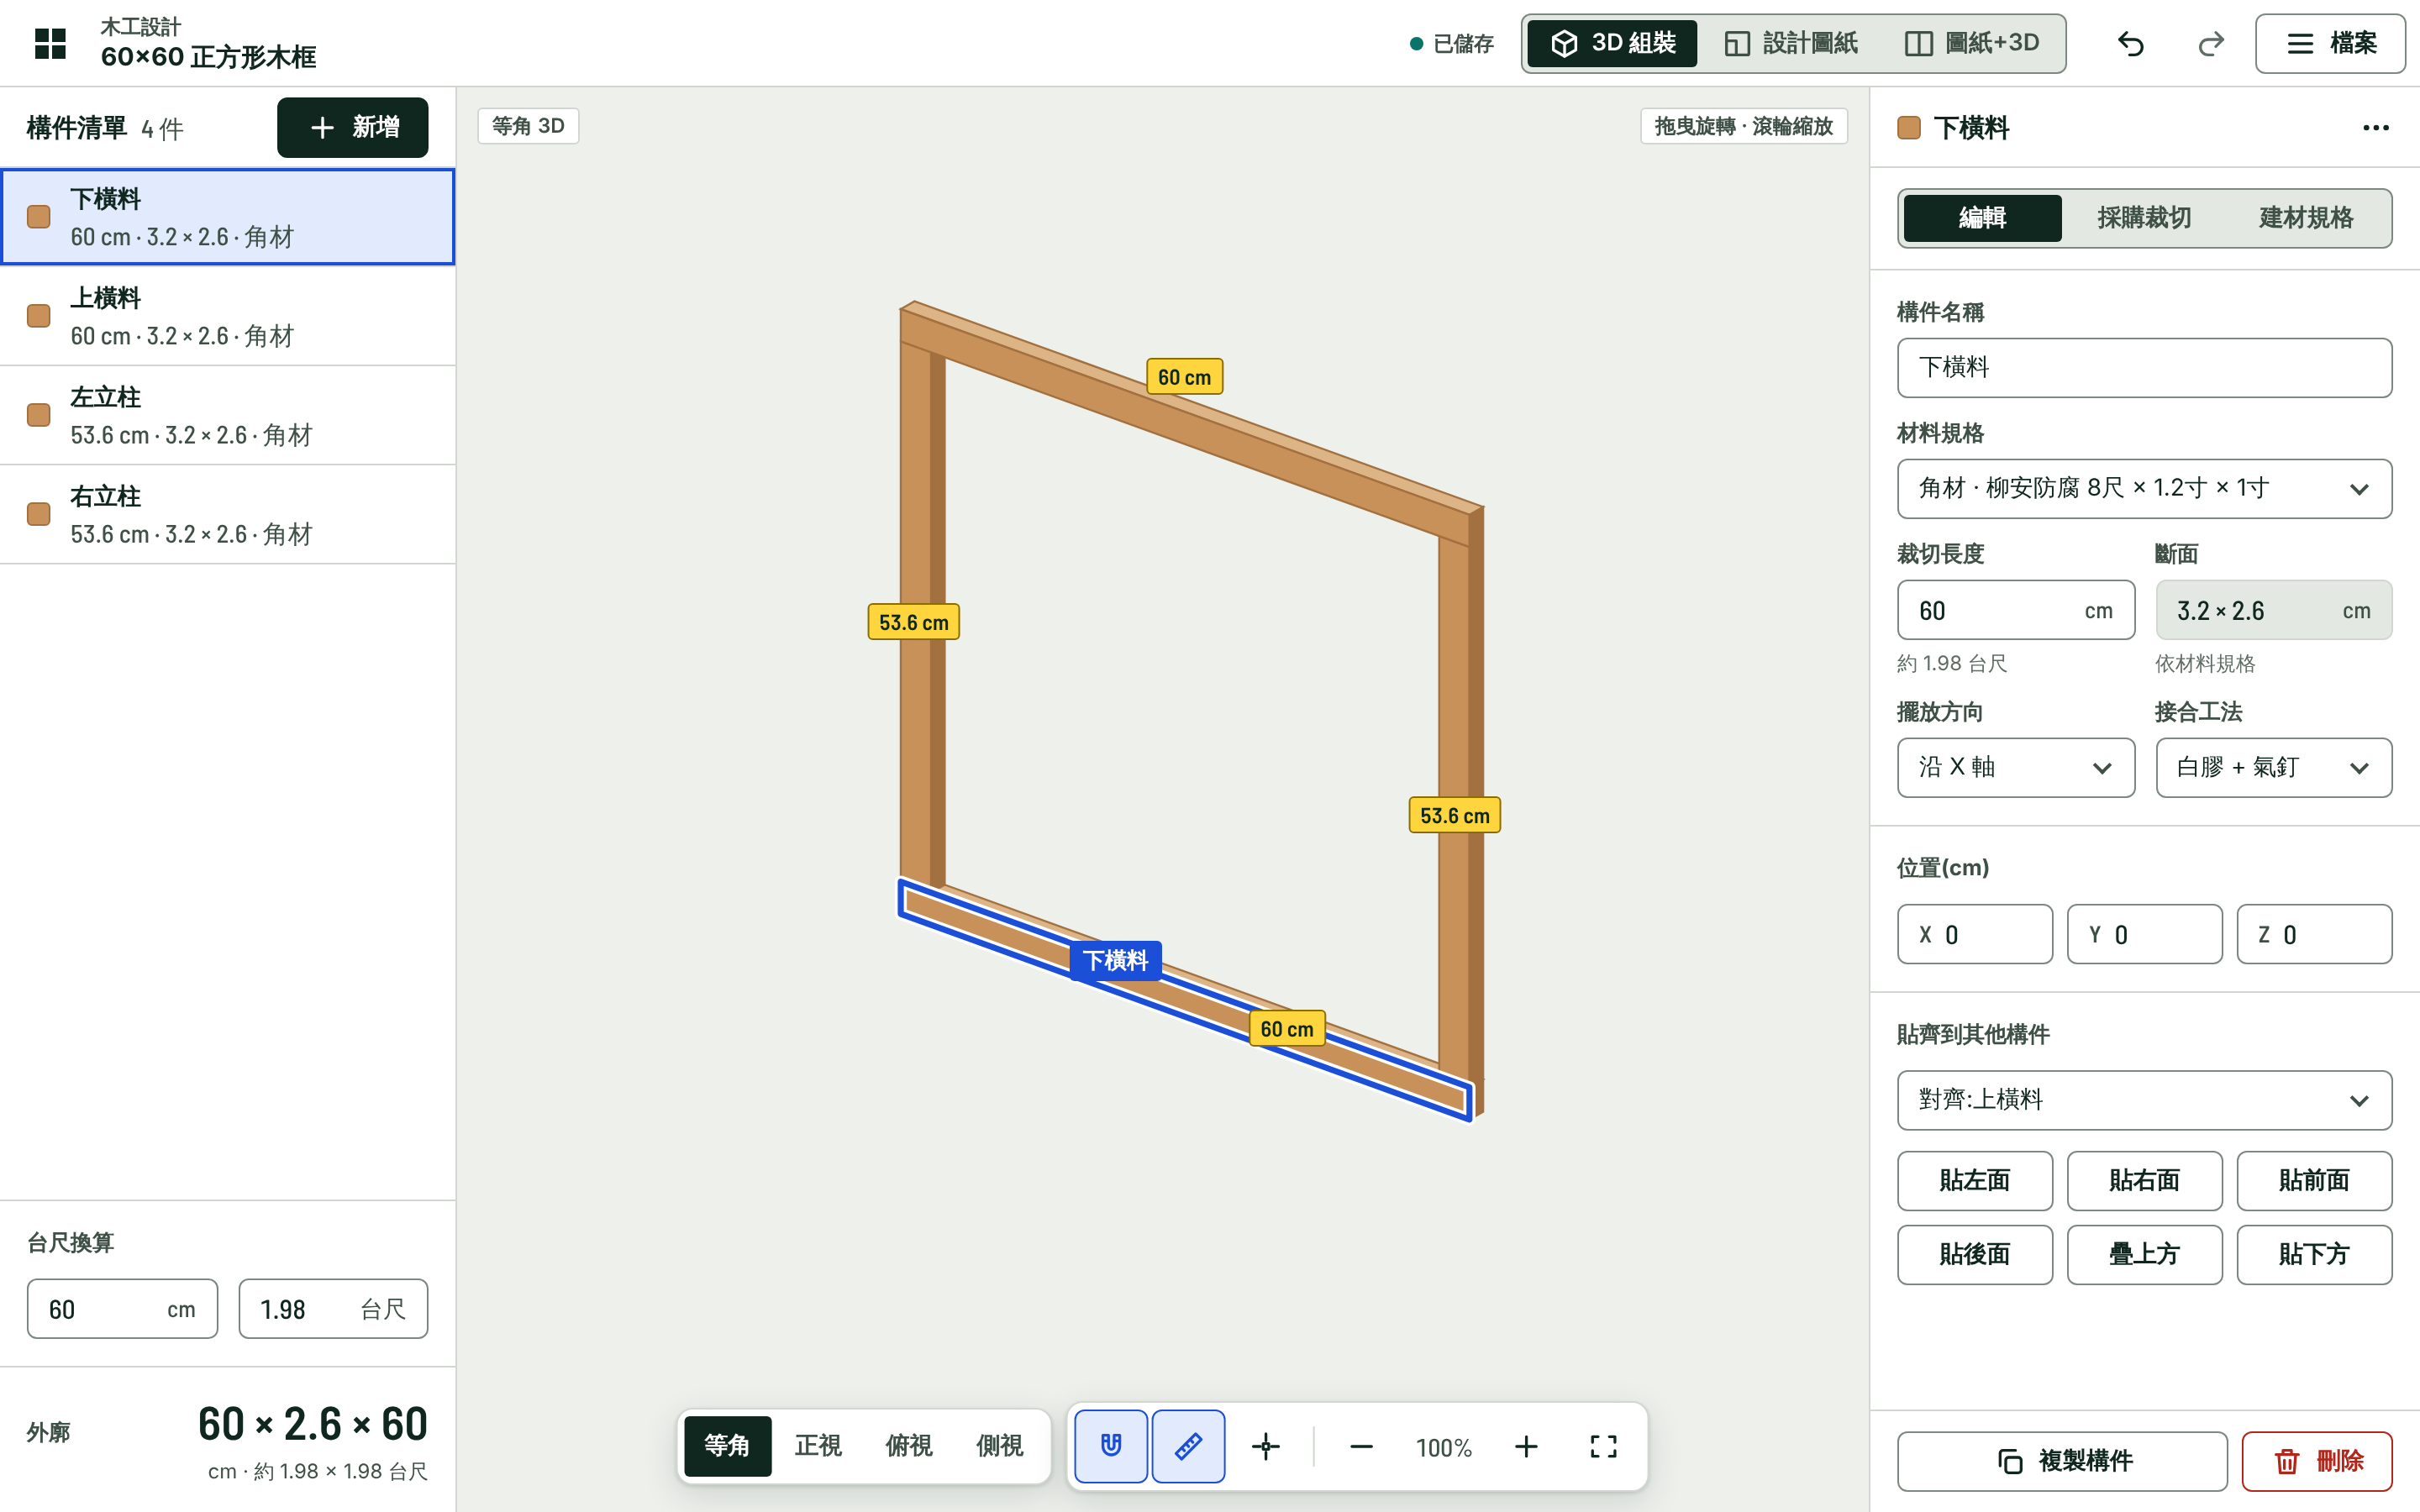 木工設計
60×60 正方形木框
已儲存
3D 組裝
設計圖紙
圖紙+3D
檔案
構件清單 4 件
新增
下橫料
60 cm · 3.2 × 2.6 · 角材
上橫料
60 cm · 3.2 × 2.6 · 角材
左立柱
53.6 cm · 3.2 × 2.6 · 角材
右立柱
53.6 cm · 3.2 × 2.6 · 角材
台尺換算
60 cm
1.98 台尺
外廓
60 × 2.6 × 60
cm · 約 1.98 × 1.98 台尺
等角 3D
拖曳旋轉 · 滾輪縮放
60 cm
53.6 cm
53.6 cm
下橫料
60 cm
等角
正視
俯視
側視
100%
下橫料
編輯
採購裁切
建材規格
構件名稱
下橫料
材料規格
角材 · 柳安防腐 8尺 × 1.2寸 × 1寸
裁切長度
斷面
60 cm
3.2 × 2.6 cm
約 1.98 台尺
依材料規格
擺放方向
接合工法
沿 X 軸
白膠 + 氣釘
位置(cm)
X 0
Y 0
Z 0
貼齊到其他構件
對齊:上橫料
貼左面
貼右面
貼前面
貼後面
疊上方
貼下方
複製構件
刪除